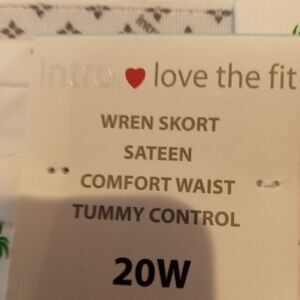 intro. ❤ love the fit
WREN SKORT
SATEEN
COMFORT WAIST
TUMMY CONTROL
20W